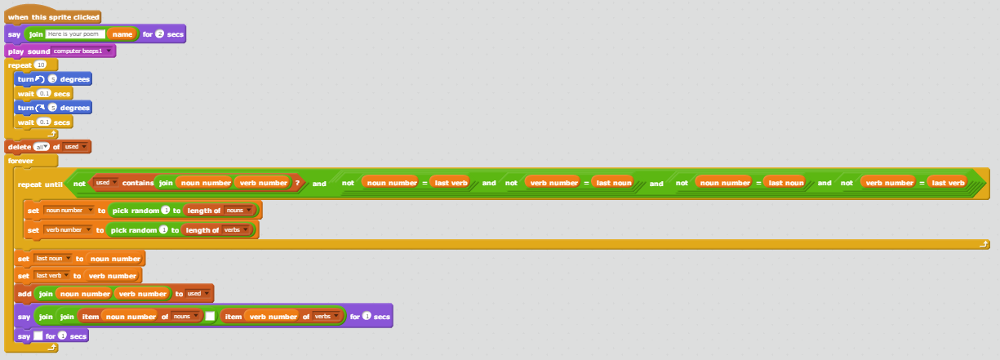 when this sprite clicked
say join Here is your poem name for 2 secs
play sound computer beeps1
repeat 10
turn 5 degrees
wait 0.1 secs
turn 5 degrees
wait 0.1 secs
delete all of used
forever
repeat until not used contains join noun number verb number ? and not noun number = last verb and not verb number = last noun and not noun number = last noun and not verb number = last verb
set noun number to pick random 1 to length of nouns
set verb number to pick random 1 to length of verbs
set last noun to noun number
set last verb to verb number
add join noun number verb number to used
say join join item noun number of nouns item verb number of verbs for 1 secs
say for 1 secs